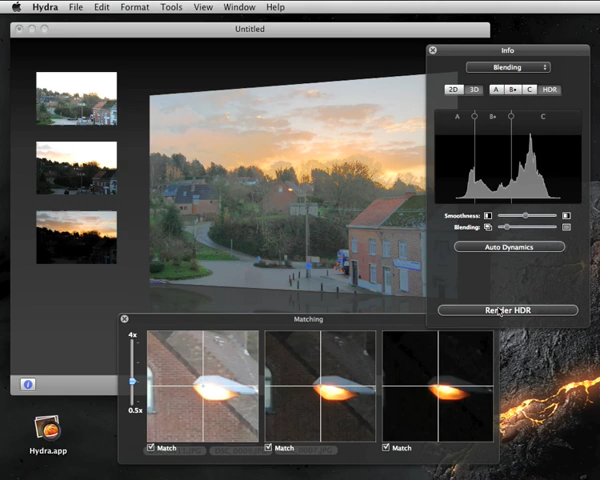 Hydra File Edit Format Tools View Window Help
Untitled
Info
Blending
2D 3D A B• C HDR
A B• C
Smoothness:
Blending:
Auto Dynamics
Render HDR
Matching
4x
0.5x
Match Match Match
Hydra.app